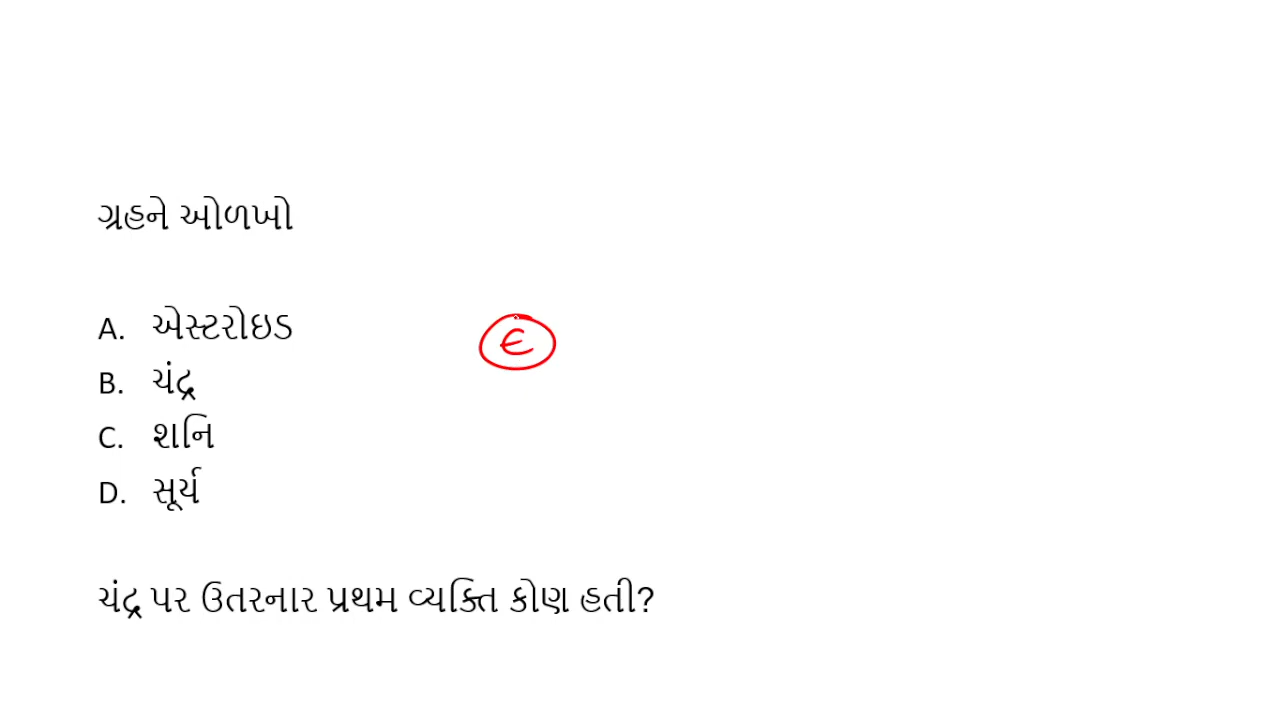 ગ્રહને ઓળખો
A. એસ્ટરોઇડ
E
B. ચંદ્ર
C. શનિ
D. સૂર્ય
ચંદ્ર પર ઉતરનાર પ્રથમ વ્યક્તિ કોણ હતી?